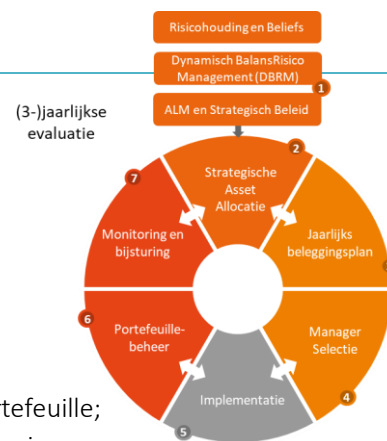 Risicohouding en Beliefs
Dynamisch BalansRisico
Management (DBRM)
1
(3-)jaarlijkse
evaluatie
ALM en Strategisch Beleid
2
Strategische
Asset
Allocatie
7
Monitoring en
bijsturing
Jaarlijks
beleggingsplan
6
Portefeuille-
beheer
Manager
Selectie
4
Implementatie
5
rtefeuille;